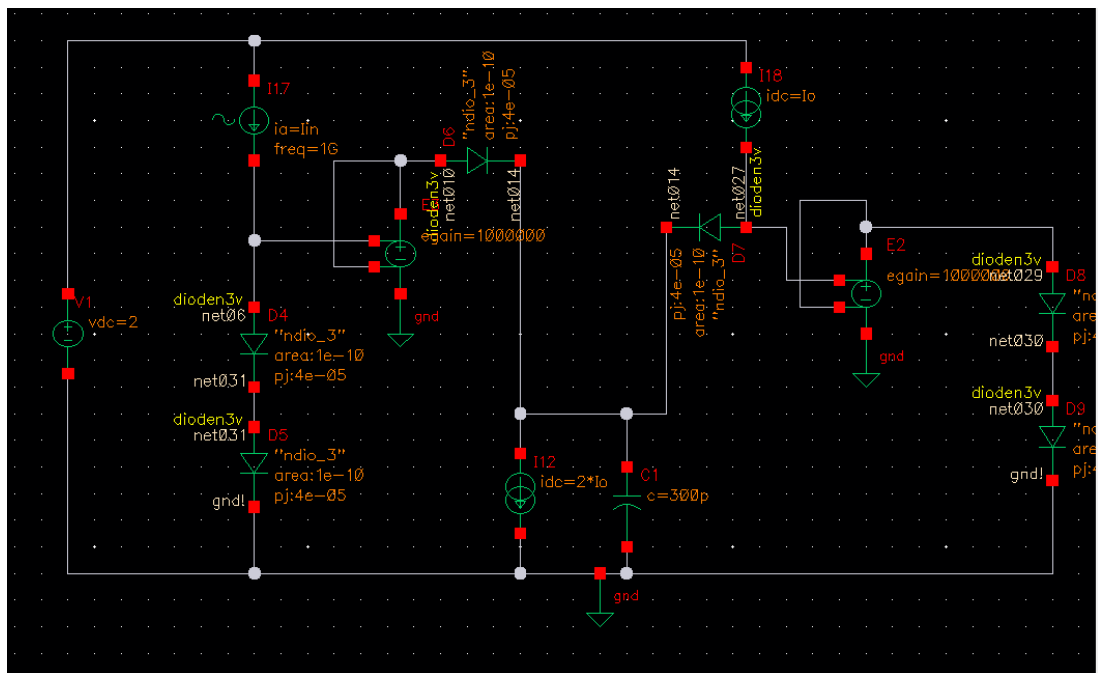 I17
ia=Iin
freq=1G
D6
"ndio_3"
area:1e-10
pj:4e-05
dioden3v
net010
net014
egain=1000000
gnd
I18
idc=Io
net014
net027
dioden3v
D7
"ndio_3"
area:1e-10
pj:4e-05
E2
gnd
dioden3v
net029
D8
net030
dioden3v
net030
D9
gnd!
V1
vdc=2
dioden3v
net06
D4
"ndio_3"
area:1e-10
pj:4e-05
net031
dioden3v
net031
D5
"ndio_3"
area:1e-10
pj:4e-05
gnd!
I12
idc=2*Io
C1
c=300p
gnd